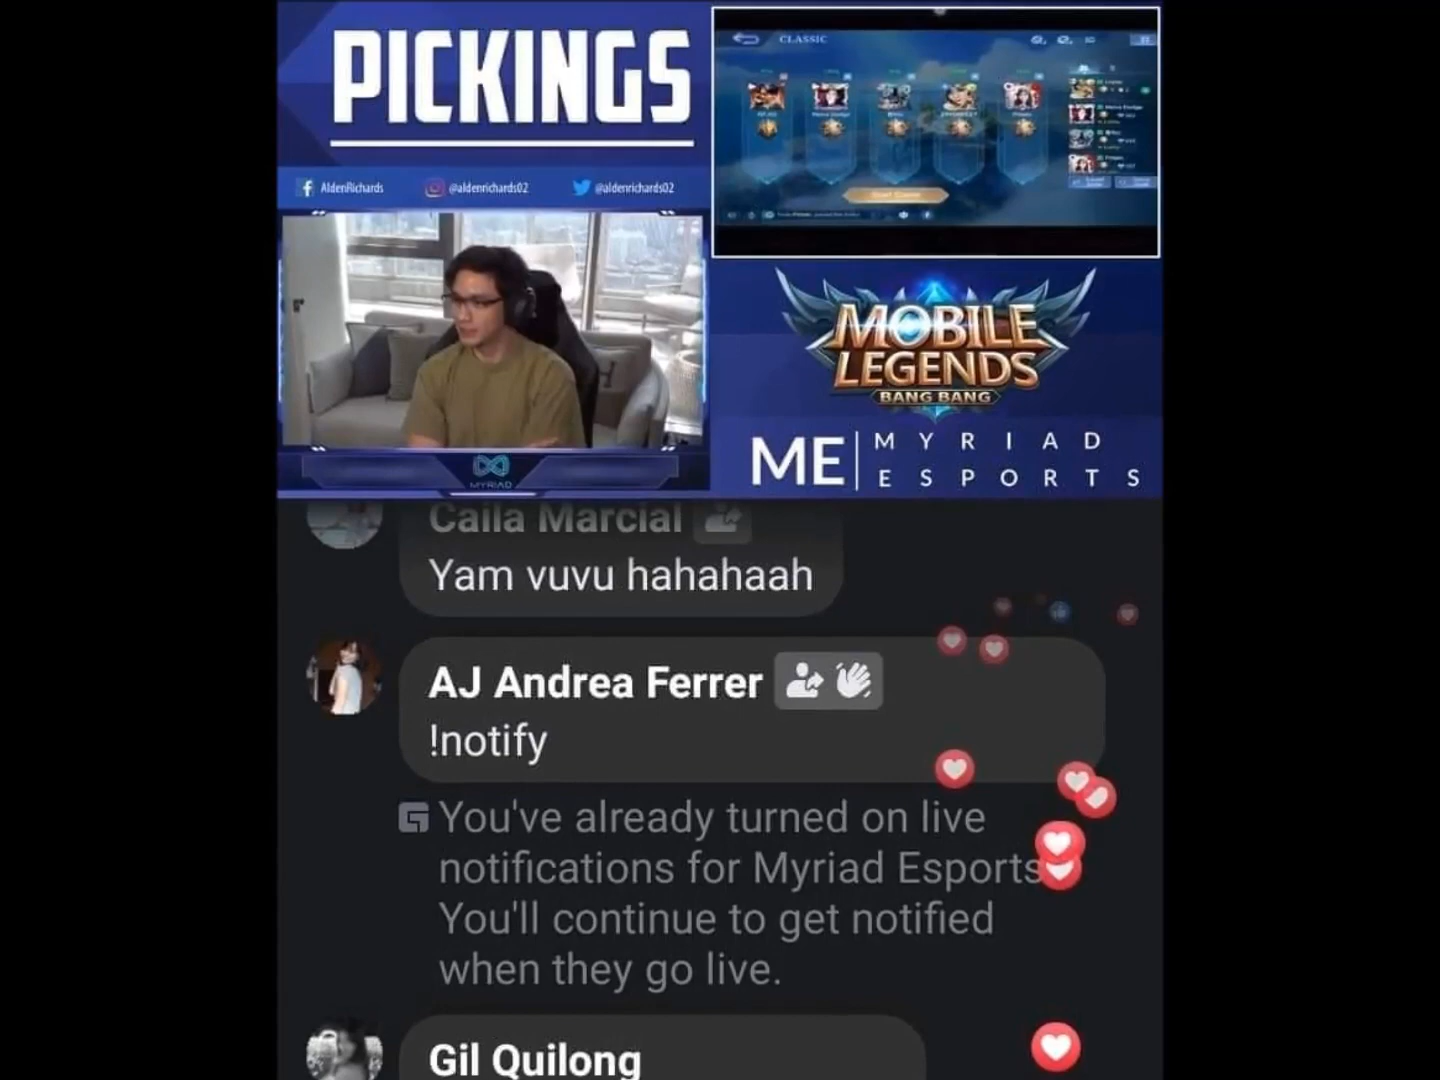 PICKINGS
AldenRichards
@aldenrichards02
@aldenrichards02
CLASSIC
MYRIAD
MOBILE
LEGENDS
BANG BANG
ME
MYRIAD
ESPORTS
Caila Marcial
Yam vuvu hahahaah
AJ Andrea Ferrer
!notify
You've already turned on live
notifications for Myriad Esports
You'll continue to get notified
when they go live.
Gil Quilong